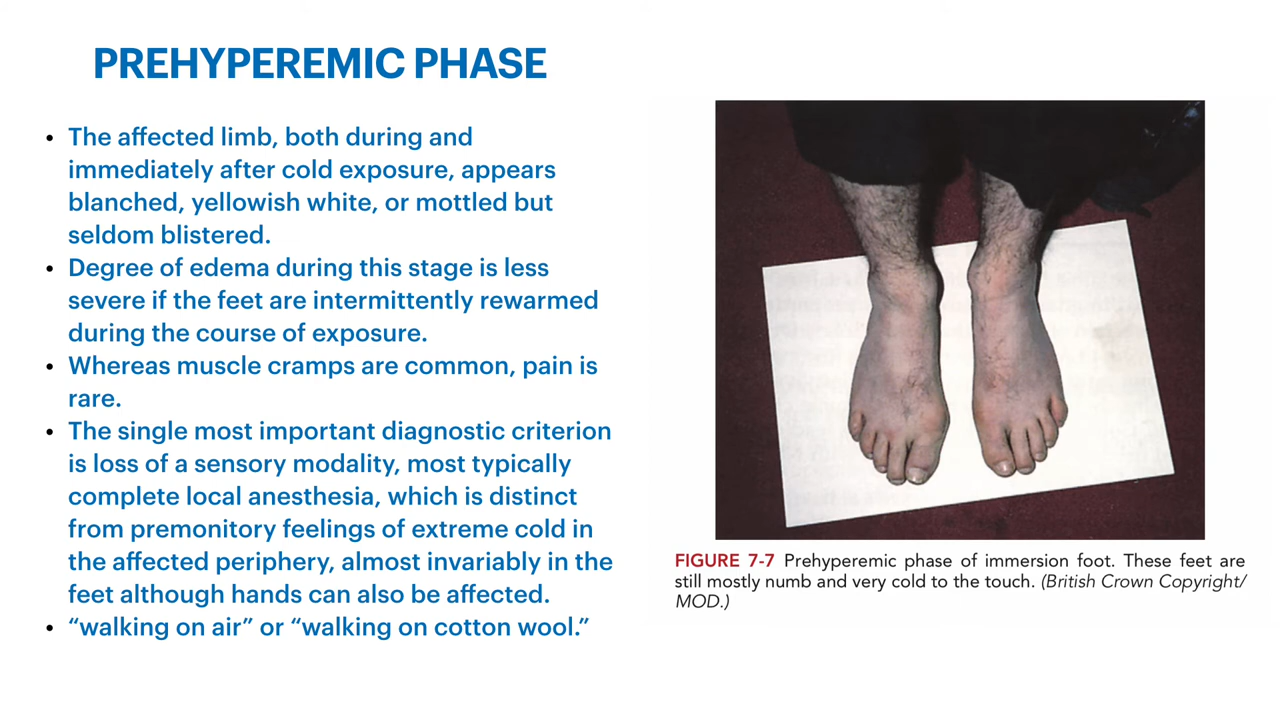 PREHYPEREMIC PHASE
• The affected limb, both during and
immediately after cold exposure, appears
blanched, yellowish white, or mottled but
seldom blistered.
• Degree of edema during this stage is less
severe if the feet are intermittently rewarmed
during the course of exposure.
• Whereas muscle cramps are common, pain is
rare.
• The single most important diagnostic criterion
is loss of a sensory modality, most typically
complete local anesthesia, which is distinct
from premonitory feelings of extreme cold in
the affected periphery, almost invariably in the
feet although hands can also be affected.
• “walking on air” or “walking on cotton wool.”
FIGURE 7-7 Prehyperemic phase of immersion foot. These feet are
still mostly numb and very cold to the touch. (British Crown Copyright/
MOD.)